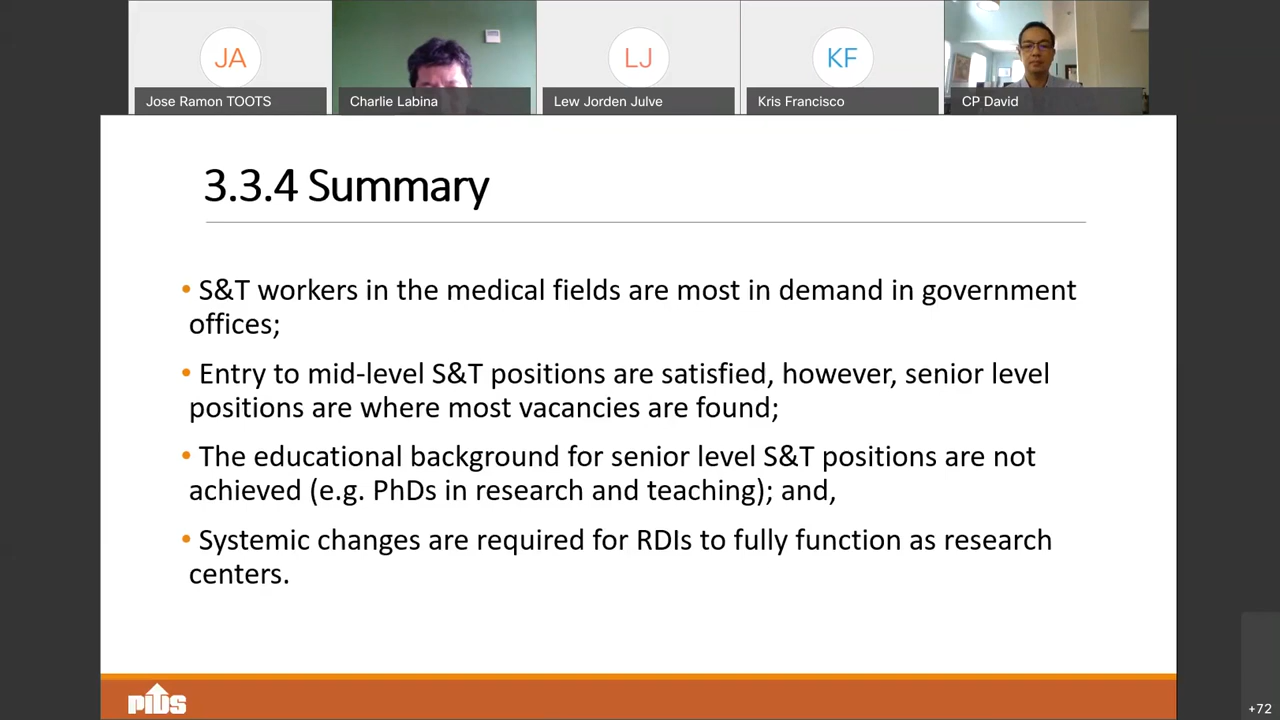 JA
LJ
KF
Jose Ramon TOOTS
Charlie Labina
Lew Jorden Julve
Kris Francisco
CP David
3.3.4 Summary
• S&T workers in the medical fields are most in demand in government
offices;
• Entry to mid-level S&T positions are satisfied, however, senior level
positions are where most vacancies are found;
• The educational background for senior level S&T positions are not
achieved (e.g. PhDs in research and teaching); and,
• Systemic changes are required for RDIs to fully function as research
centers.
PIDS
+72